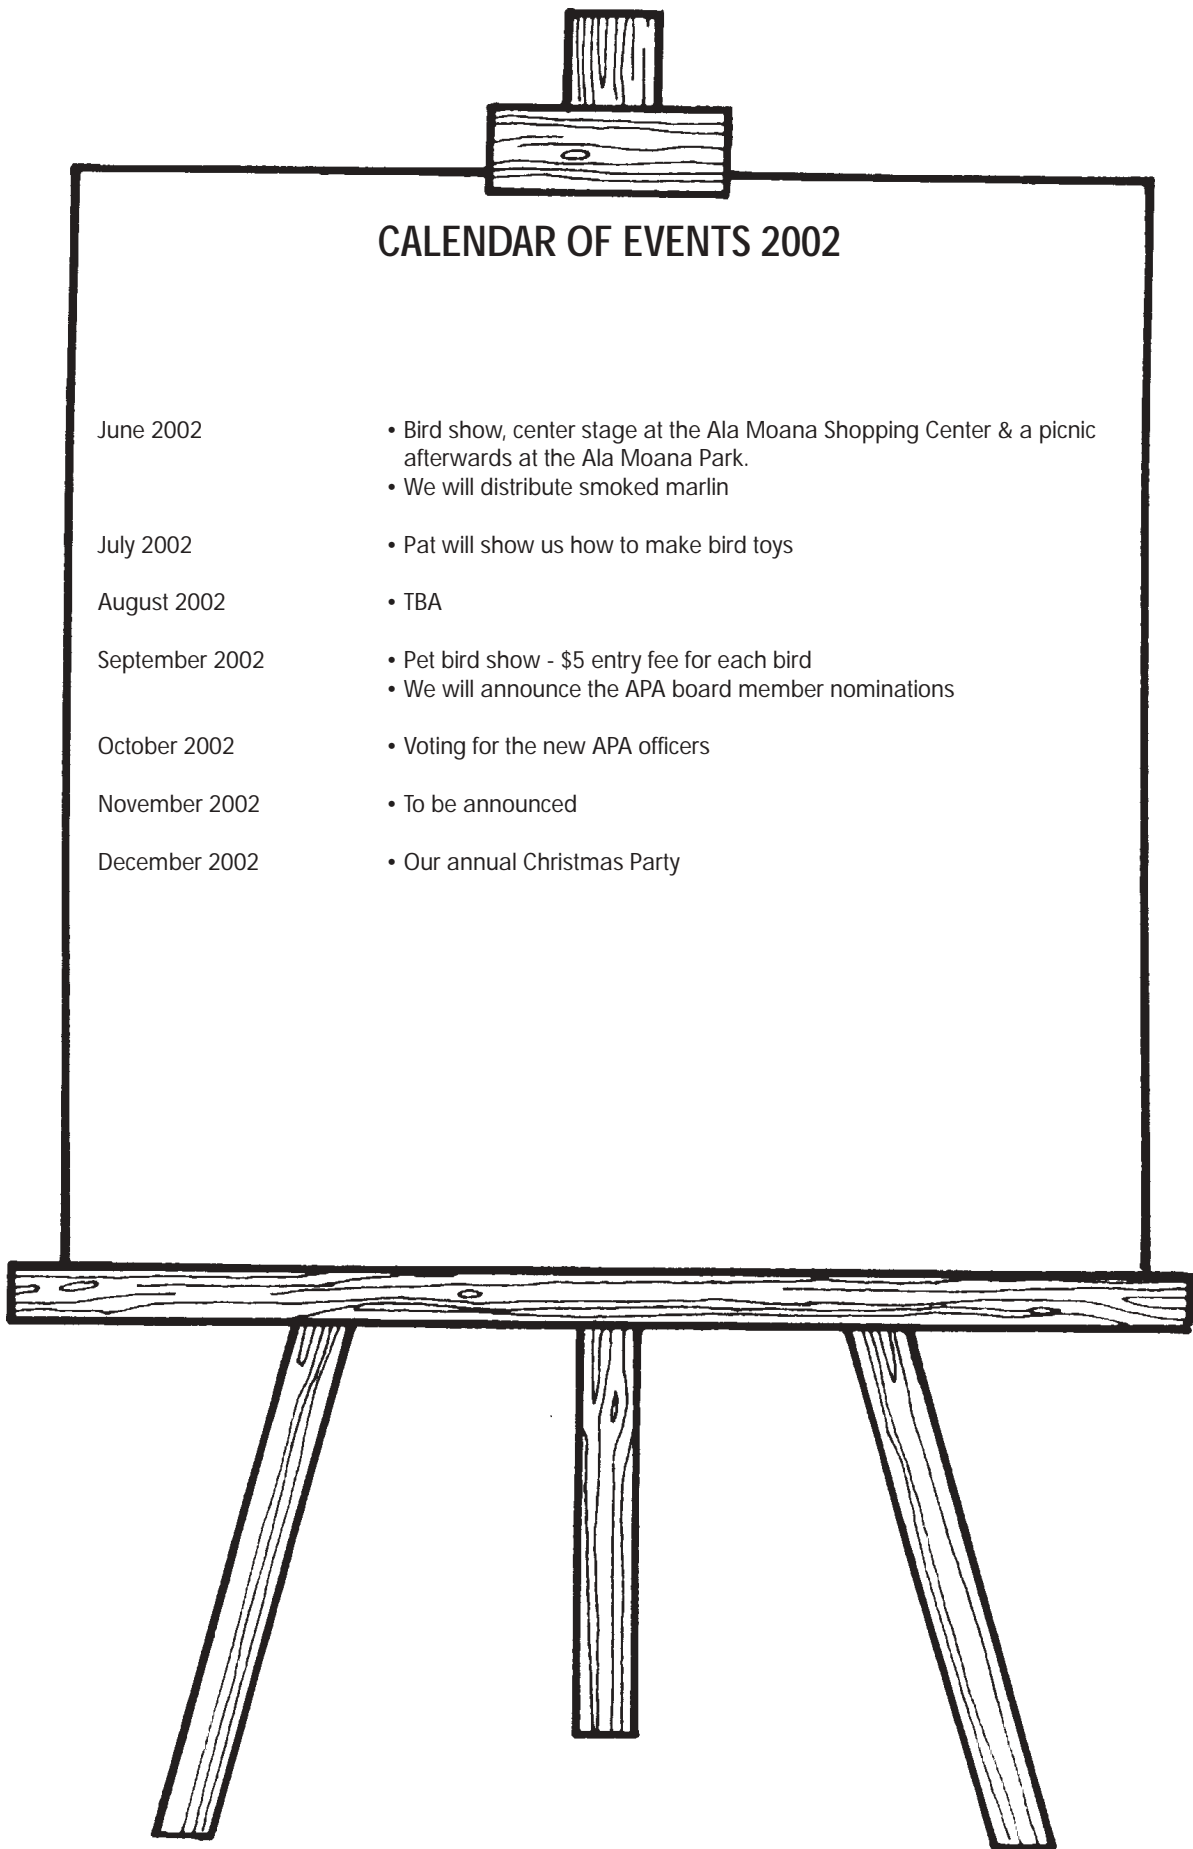 CALENDAR OF EVENTS 2002
June 2002 • Bird show, center stage at the Ala Moana Shopping Center & a picnic
afterwards at the Ala Moana Park.
• We will distribute smoked marlin
July 2002 • Pat will show us how to make bird toys
August 2002 • TBA
September 2002 • Pet bird show - $5 entry fee for each bird
• We will announce the APA board member nominations
October 2002 • Voting for the new APA officers
November 2002 • To be announced
December 2002 • Our annual Christmas Party